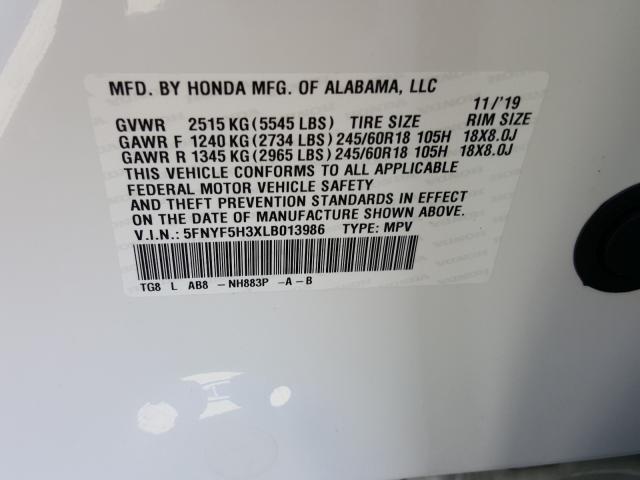 MFD. BY HONDA MFG. OF ALABAMA, LLC
11/'19
GVWR 2515 KG (5545 LBS) TIRE SIZE RIM SIZE
GAWR F 1240 KG (2734 LBS) 245/60R18 105H 18X8.0J
GAWR R 1345 KG (2965 LBS) 245/60R18 105H 18X8.0J
THIS VEHICLE CONFORMS TO ALL APPLICABLE
FEDERAL MOTOR VEHICLE SAFETY
AND THEFT PREVENTION STANDARDS IN EFFECT
ON THE DATE OF MANUFACTURE SHOWN ABOVE.
V.I.N.: 5FNYF5H3XLB013986 TYPE: MPV
TG8 L AB8 -NH883P -A-B